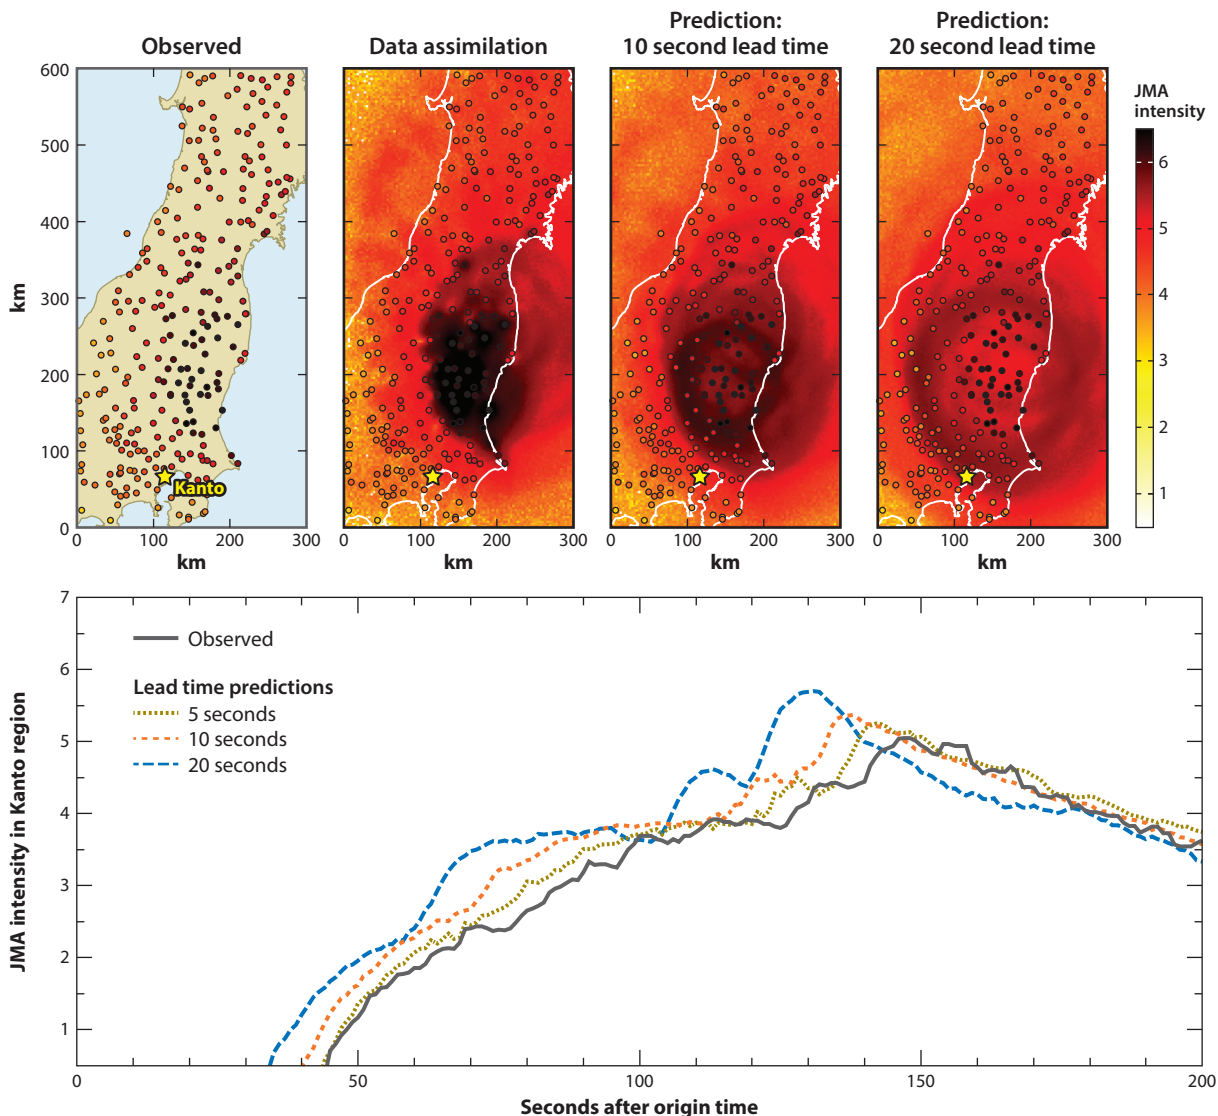 Observed
Data assimilation
Prediction:
10 second lead time
Prediction:
20 second lead time
JMA
intensity
600
500
400
300
200
100
0
km
0 100 200 300
km
0 100 200 300
km
0 100 200 300
km
0 100 200 300
km
Kanto
6
5
4
3
2
1
7
6
5
4
3
2
1
JMA intensity in Kanto region
Observed
Lead time predictions
5 seconds
10 seconds
20 seconds
0 50 100 150 200
Seconds after origin time